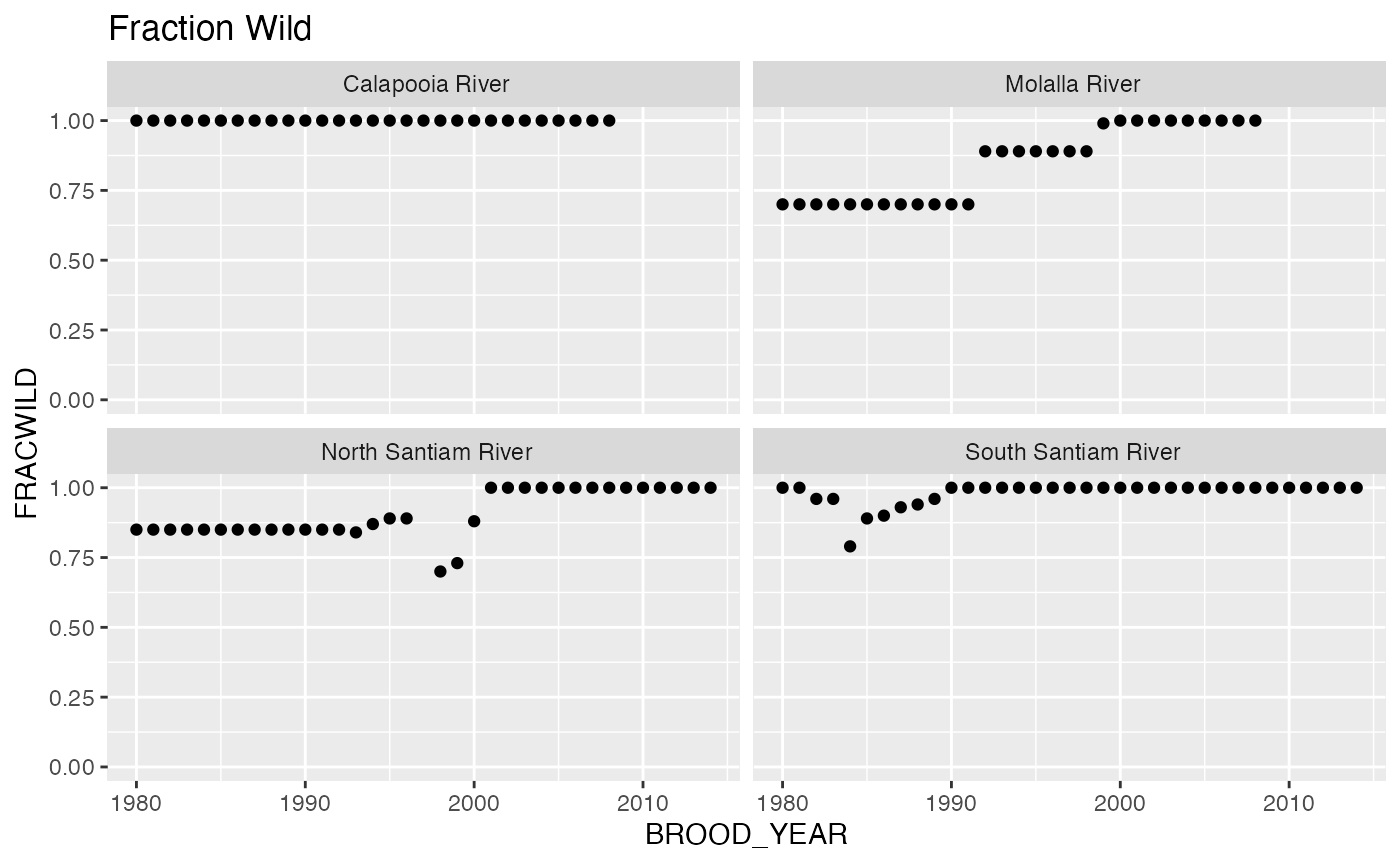 Fraction Wild
Calapooia River
Molalla River
1.00
0.75
0.50
0.25
0.00
North Santiam River
South Santiam River
1.00
0.75
0.50
0.25
0.00
FRACWILD
1980 1990 2000 2010
1980 1990 2000 2010
BROOD_YEAR